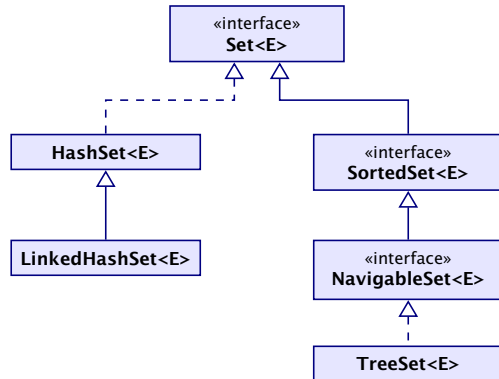 «interface»
Set<E>
HashSet<E>
«interface»
SortedSet<E>
LinkedHashSet<E>
«interface»
NavigableSet<E>
TreeSet<E>